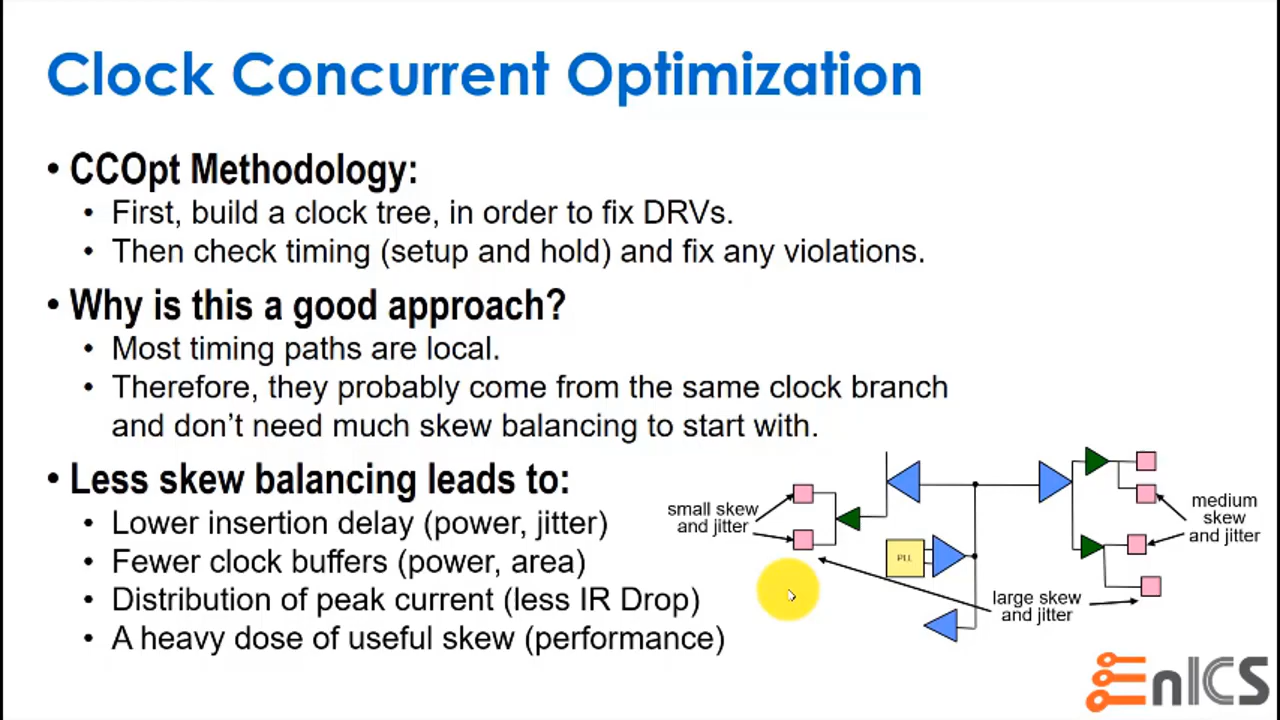 Clock Concurrent Optimization
• CCOpt Methodology:
• First, build a clock tree, in order to fix DRVs.
• Then check timing (setup and hold) and fix any violations.
• Why is this a good approach?
• Most timing paths are local.
• Therefore, they probably come from the same clock branch
and don't need much skew balancing to start with.
• Less skew balancing leads to:
• Lower insertion delay (power, jitter)
• Fewer clock buffers (power, area)
• Distribution of peak current (less IR Drop)
• A heavy dose of useful skew (performance)
small skew
and jitter
PLL
medium
skew
and jitter
large skew
and jitter
EnICS